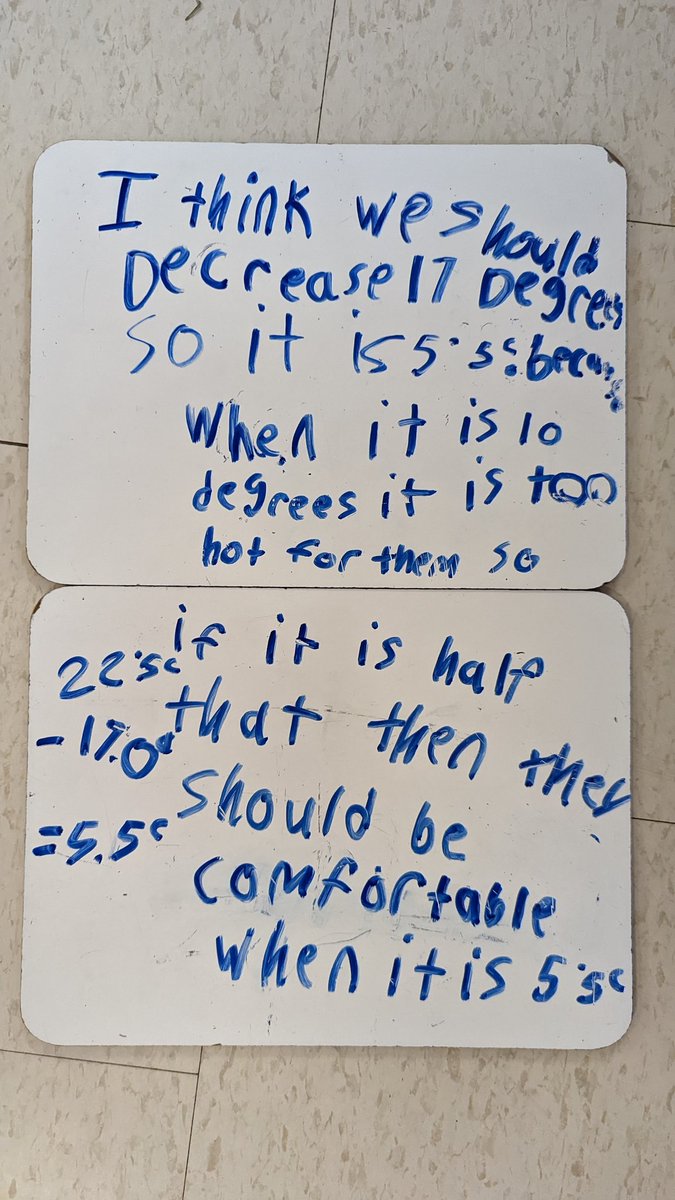 I think we should
Decrease 17 Degrees
so it is 5.5c. because
When it is 10
degrees it is too
hot for them so
if it is half
that then they
should be
comfortable
when it is 5.5c
22.5c
- 17.0c
= 5.5c